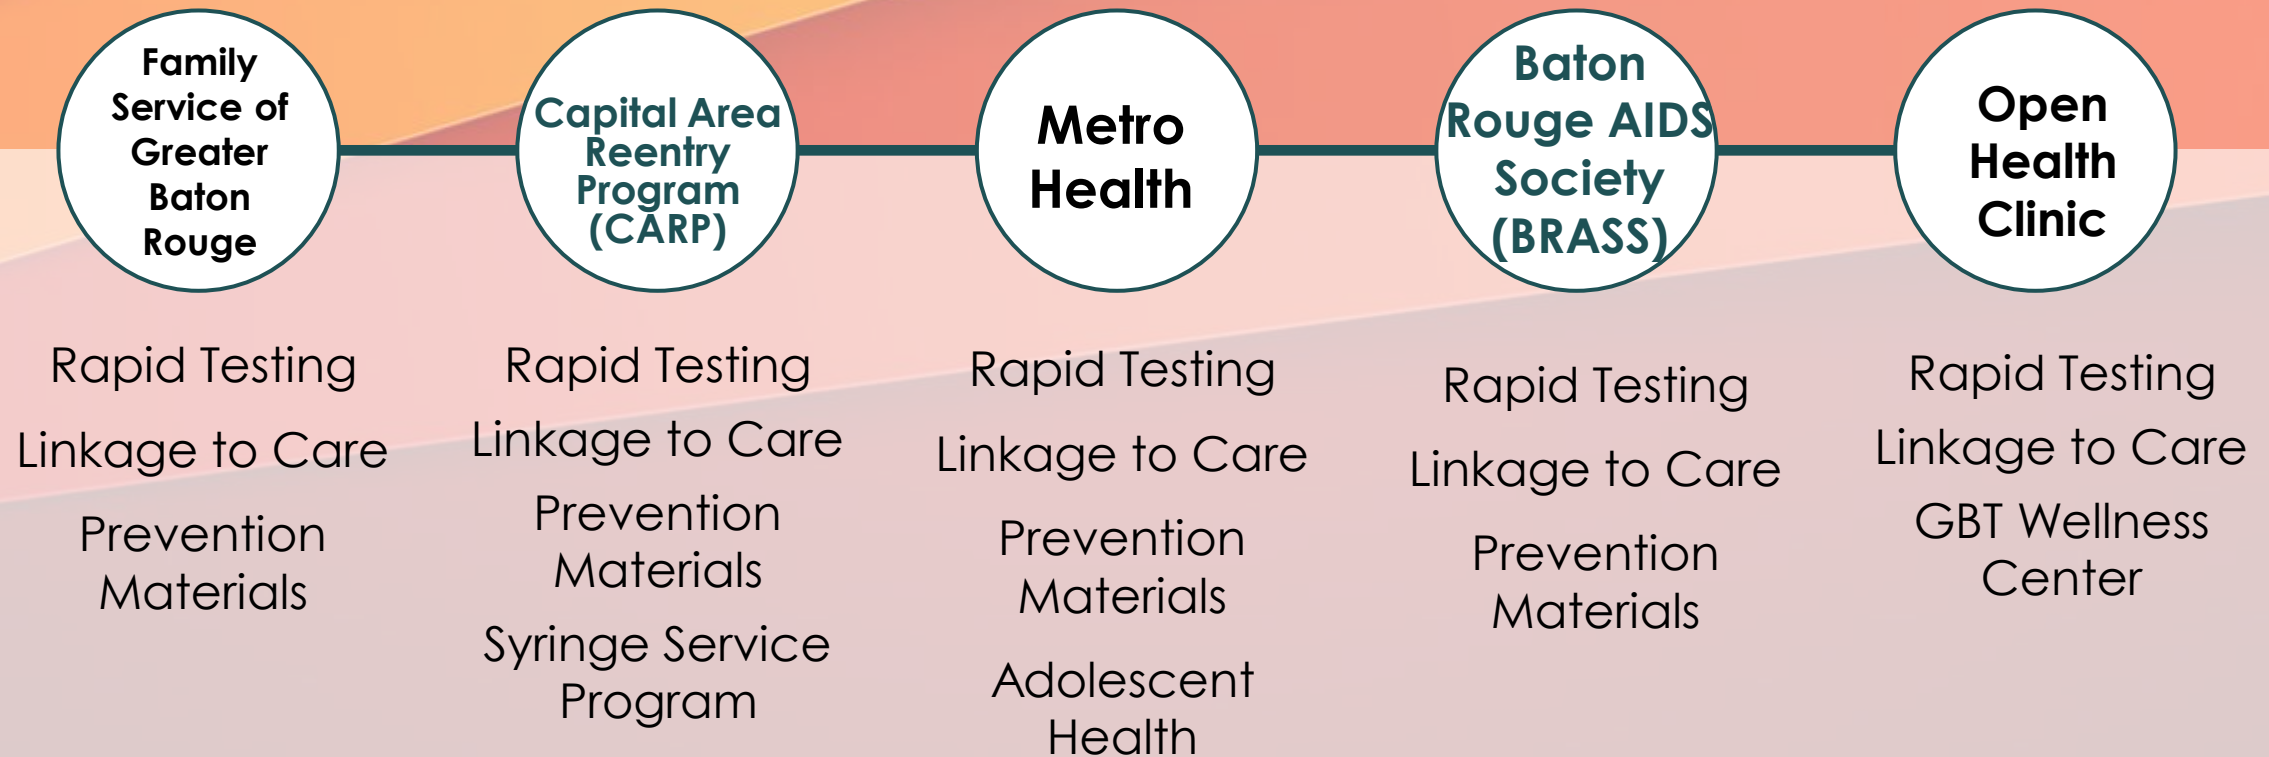 Family
Service of
Greater
Baton
Rouge
Capital Area
Reentry
Program
(CARP)
Metro
Health
Baton
Rouge AIDS
Society
(BRASS)
Open
Health
Clinic
Rapid Testing
Linkage to Care
Prevention
Materials
Rapid Testing
Linkage to Care
Prevention
Materials
Syringe Service
Program
Rapid Testing
Linkage to Care
Prevention
Materials
Adolescent
Health
Rapid Testing
Linkage to Care
Prevention
Materials
Rapid Testing
Linkage to Care
GBT Wellness
Center